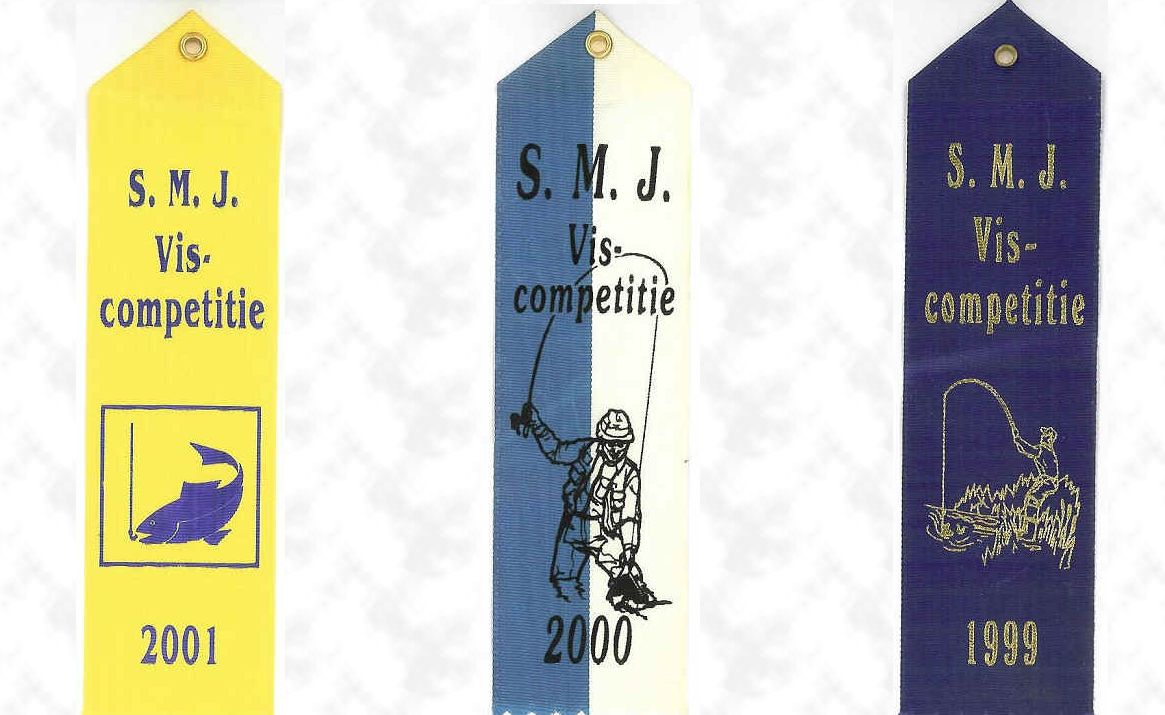 S. M. J.
Vis-
competitie
2001
S. M. J.
Vis-
competitie
2000
S. M. J.
Vis-
competitie
1999